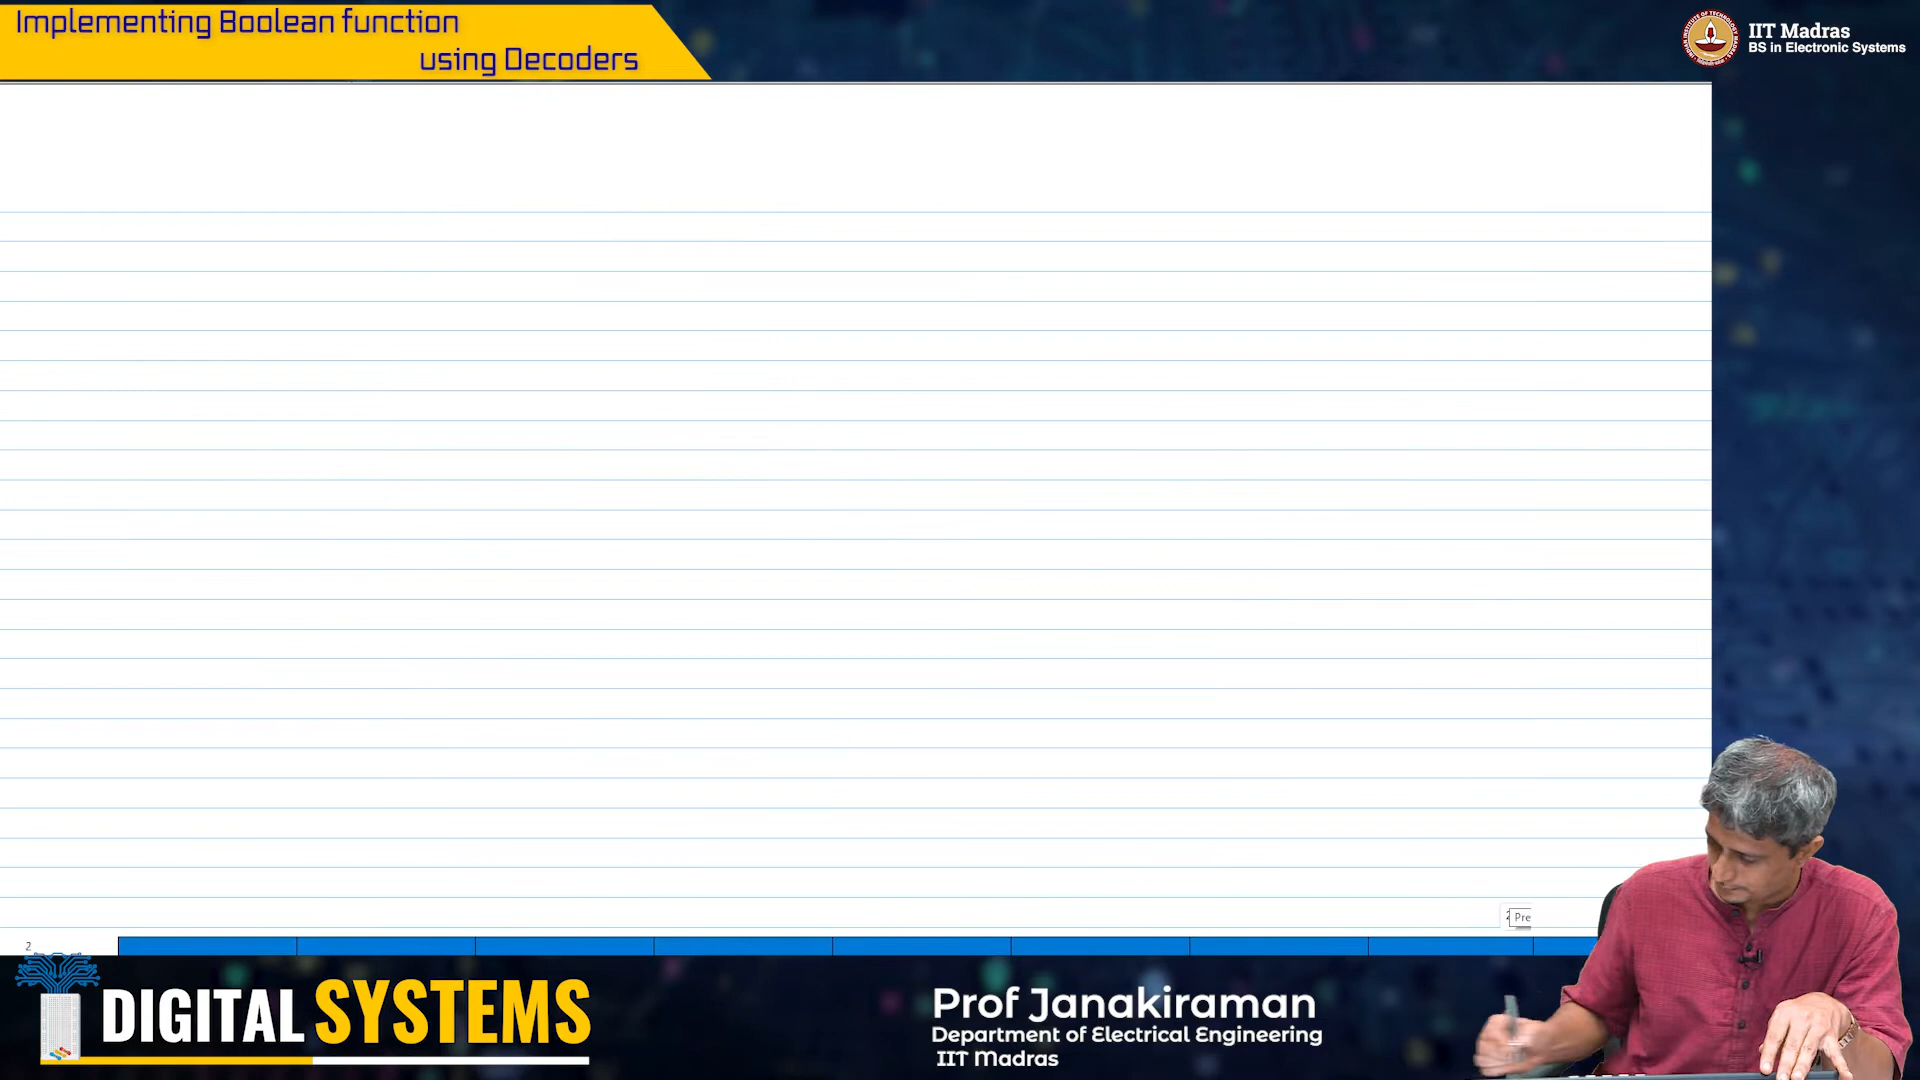 Implementing Boolean function
using Decoders
IIT Madras
BS in Electronic Systems
Pre
2
DIGITAL SYSTEMS
Prof Janakiraman
Department of Electrical Engineering
IIT Madras